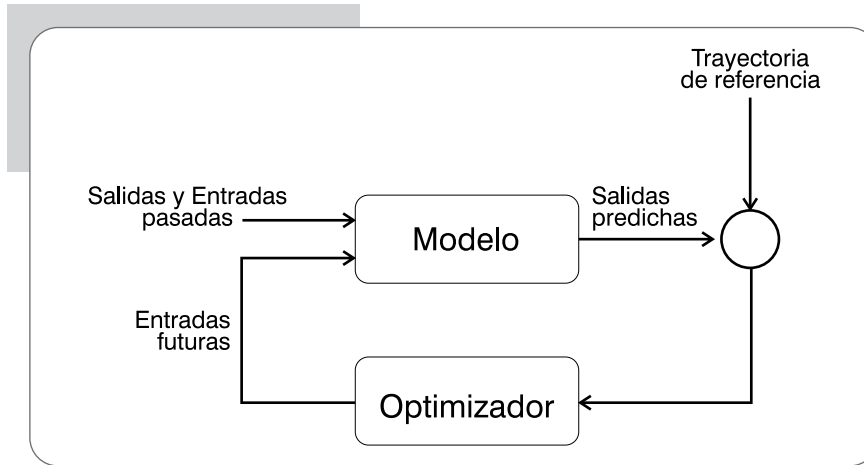 Trayectoria
de referencia
Salidas y Entradas
pasadas
Salidas
predichas
Modelo
Entradas
futuras
Optimizador